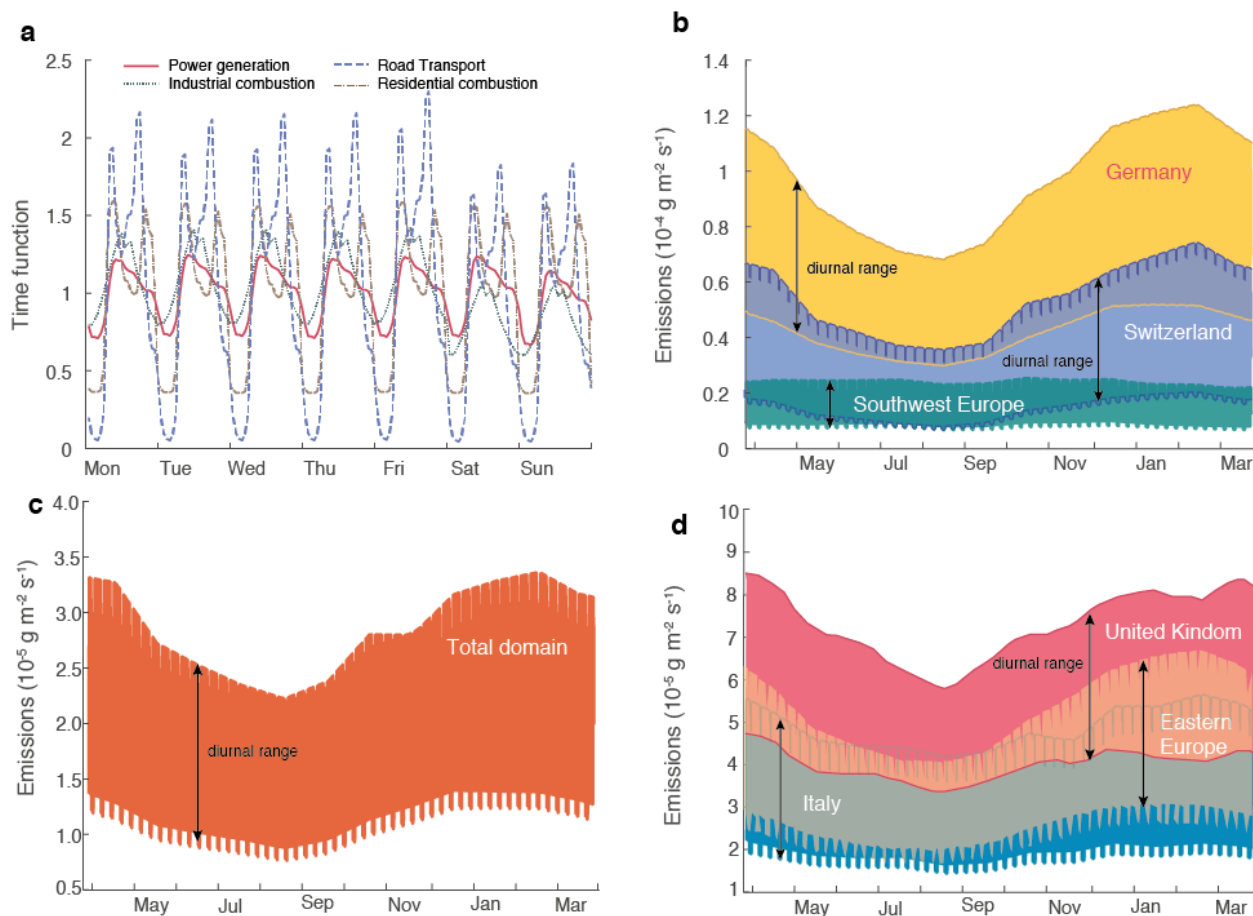 a
2.5
2
1.5
1
0.5
0
Time function
Power generation
Industrial combustion
Road Transport
Residential combustion
Mon Tue Wed Thu Fri Sat Sun
b
1.4
1.2
1
0.8
0.6
0.4
0.2
0
Emissions (10-4 g m-2 s-1)
Germany
diurnal range
Switzerland
diurnal range
Southwest Europe
May Jul Sep Nov Jan Mar
c
4.0
3.5
3.0
2.5
2.0
1.5
1.0
0.5
Emissions (10-5 g m-2 s-1)
Total domain
diurnal range
May Jul Sep Nov Jan Mar
d
10
9
8
7
6
5
4
3
2
1
Emissions (10-5 g m-2 s-1)
United Kindom
diurnal range
Eastern
Europe
Italy
May Jul Sep Nov Jan Mar